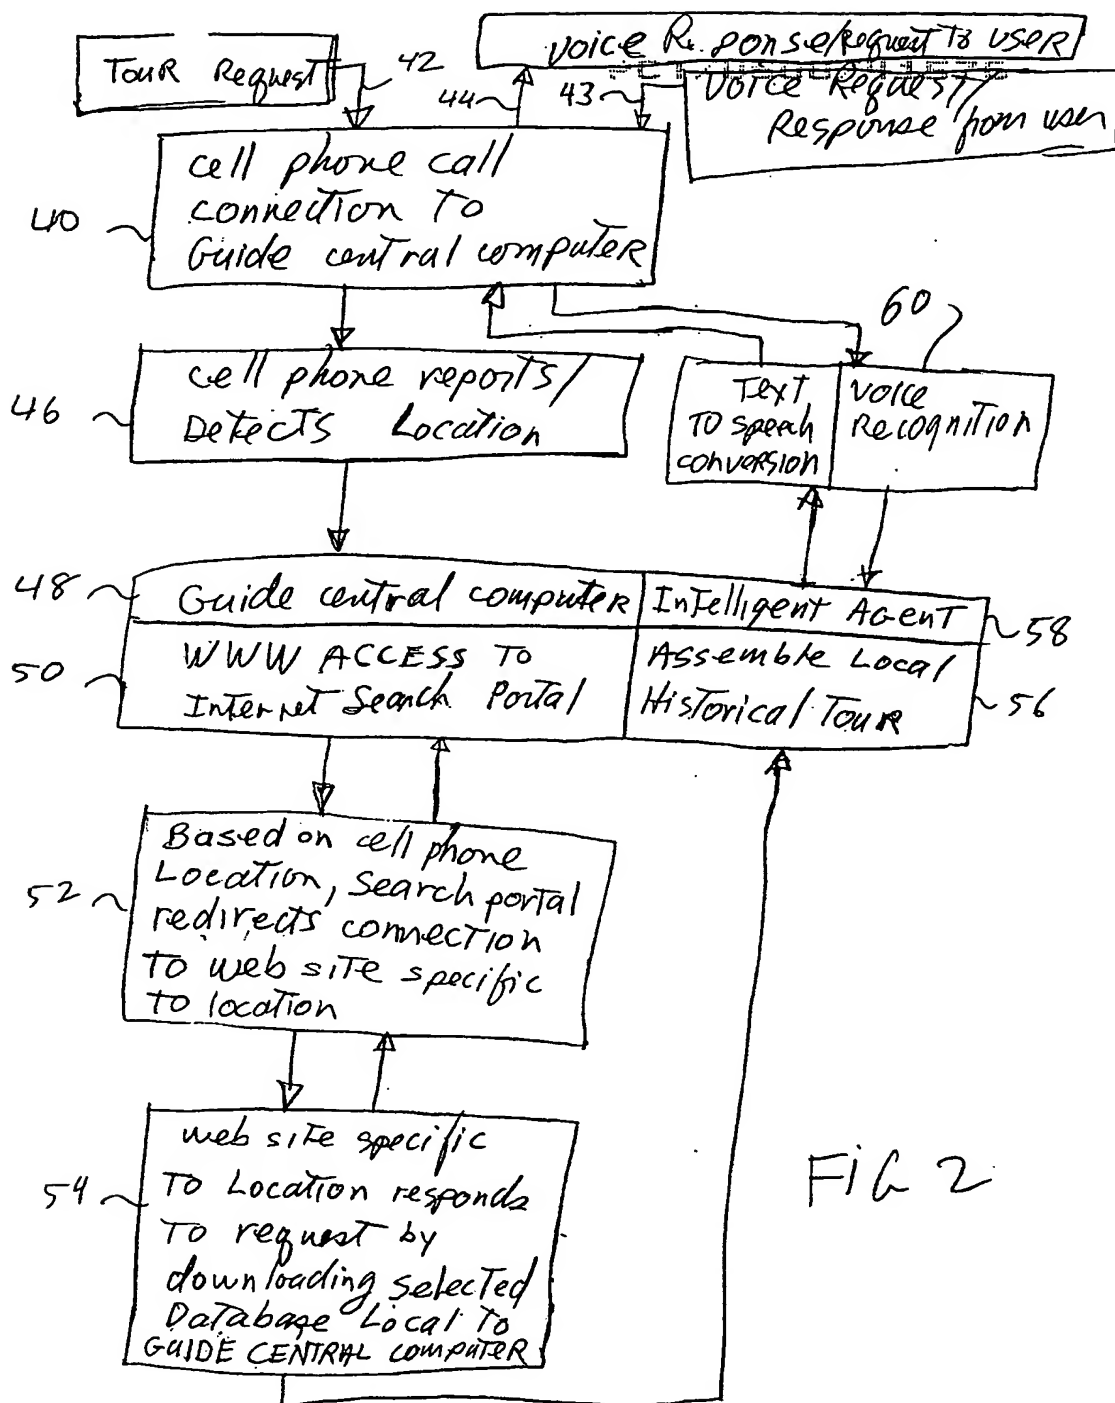 Voice Re ponse/Request to user
Tour Request
42
44
43
Voice Request/
Response from user
cell phone call
connection to
Guide central computer
40
60
cell phone reports/
Detects Location
46
Text
to speech
conversion
Voice
Recognition
48
Guide central computer
Intelligent Agent
58
50
WWW ACCESS To
Internet Search Portal
Assemble Local
Historical Tour
56
Based on cell phone
Location, Search portal
redirects connection
to web site specific
to location
52
web site specific
To Location responds
To request by
downloading selected
Database Local To
GUIDE CENTRAL computer
54
FIG 2